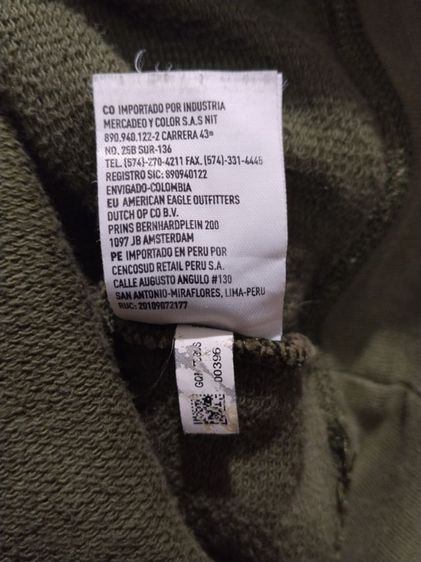 CO IMPORTADO POR INDUSTRIA
MERCADEO Y COLOR S.A.S NIT
890.940.122-2 CARRERA 43ª
NO. 25B SUR-136
TEL.(574)-270-4211 FAX.(574)-331-4446
REGISTRO SIC: 890940122
ENVIGADO-COLOMBIA
EU AMERICAN EAGLE OUTFITTERS
DUTCH OP CO B.V.
PRINS BERNHARDPLEIN 200
1097 JB AMSTERDAM
PE IMPORTADO EN PERU POR
CENCOSUD RETAIL PERU S.A.
CALLE AUGUSTO ANGULO #130
SAN ANTONIO-MIRAFLORES, LIMA-PERU
RUC: 20109072177
00396